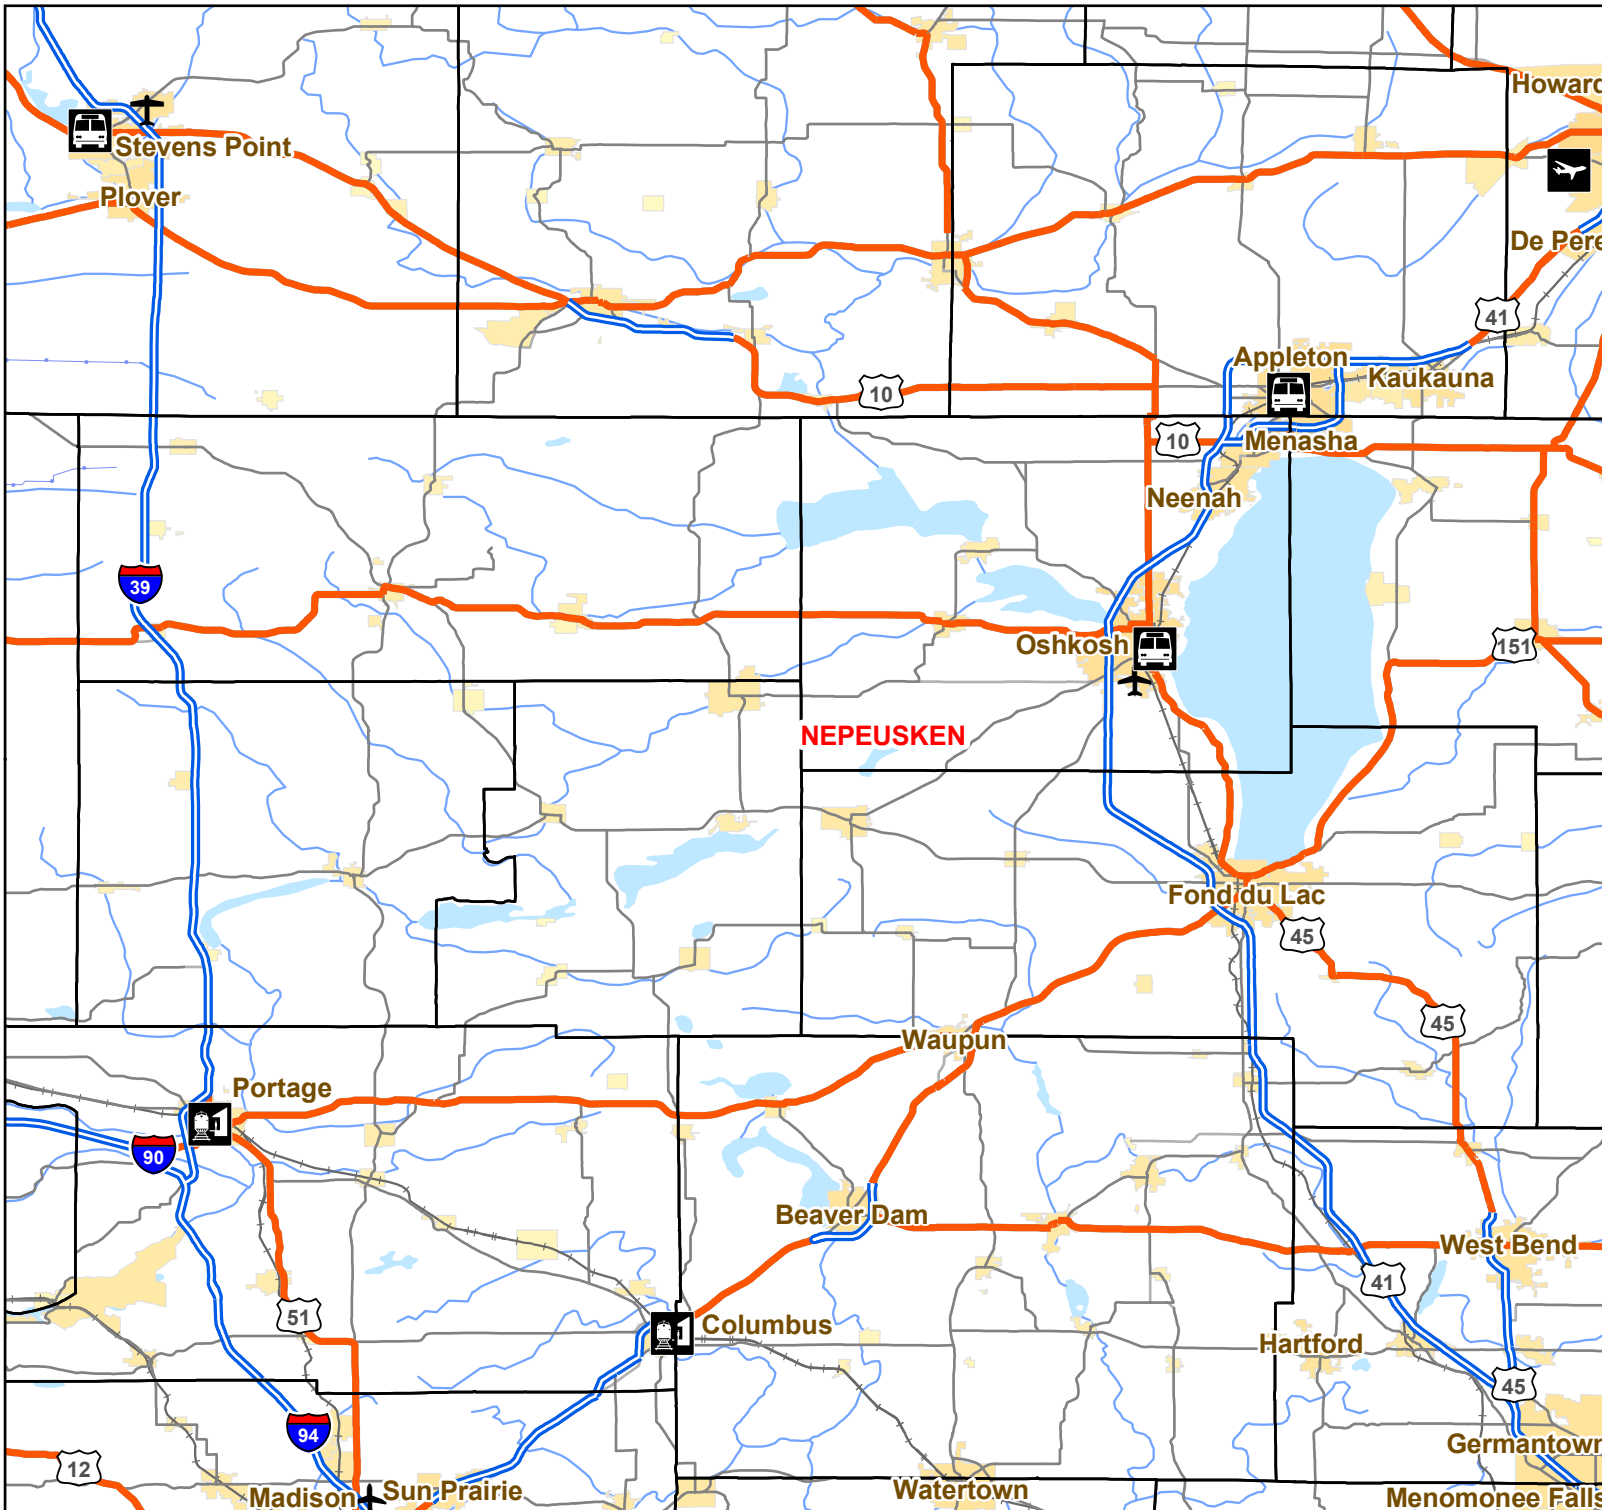 Howard
Stevens Point
Plover
De Pere
41
Appleton
Kaukauna
10
10
Menasha
Neenah
39
Oshkosh
151
NEPEUSKEN
Fond du Lac
45
45
Waupun
Portage
90
Beaver Dam
West Bend
41
51
Columbus
Hartford
45
94
Germantown
12
Madison
Sun Prairie
Watertown
Menomonee Falls